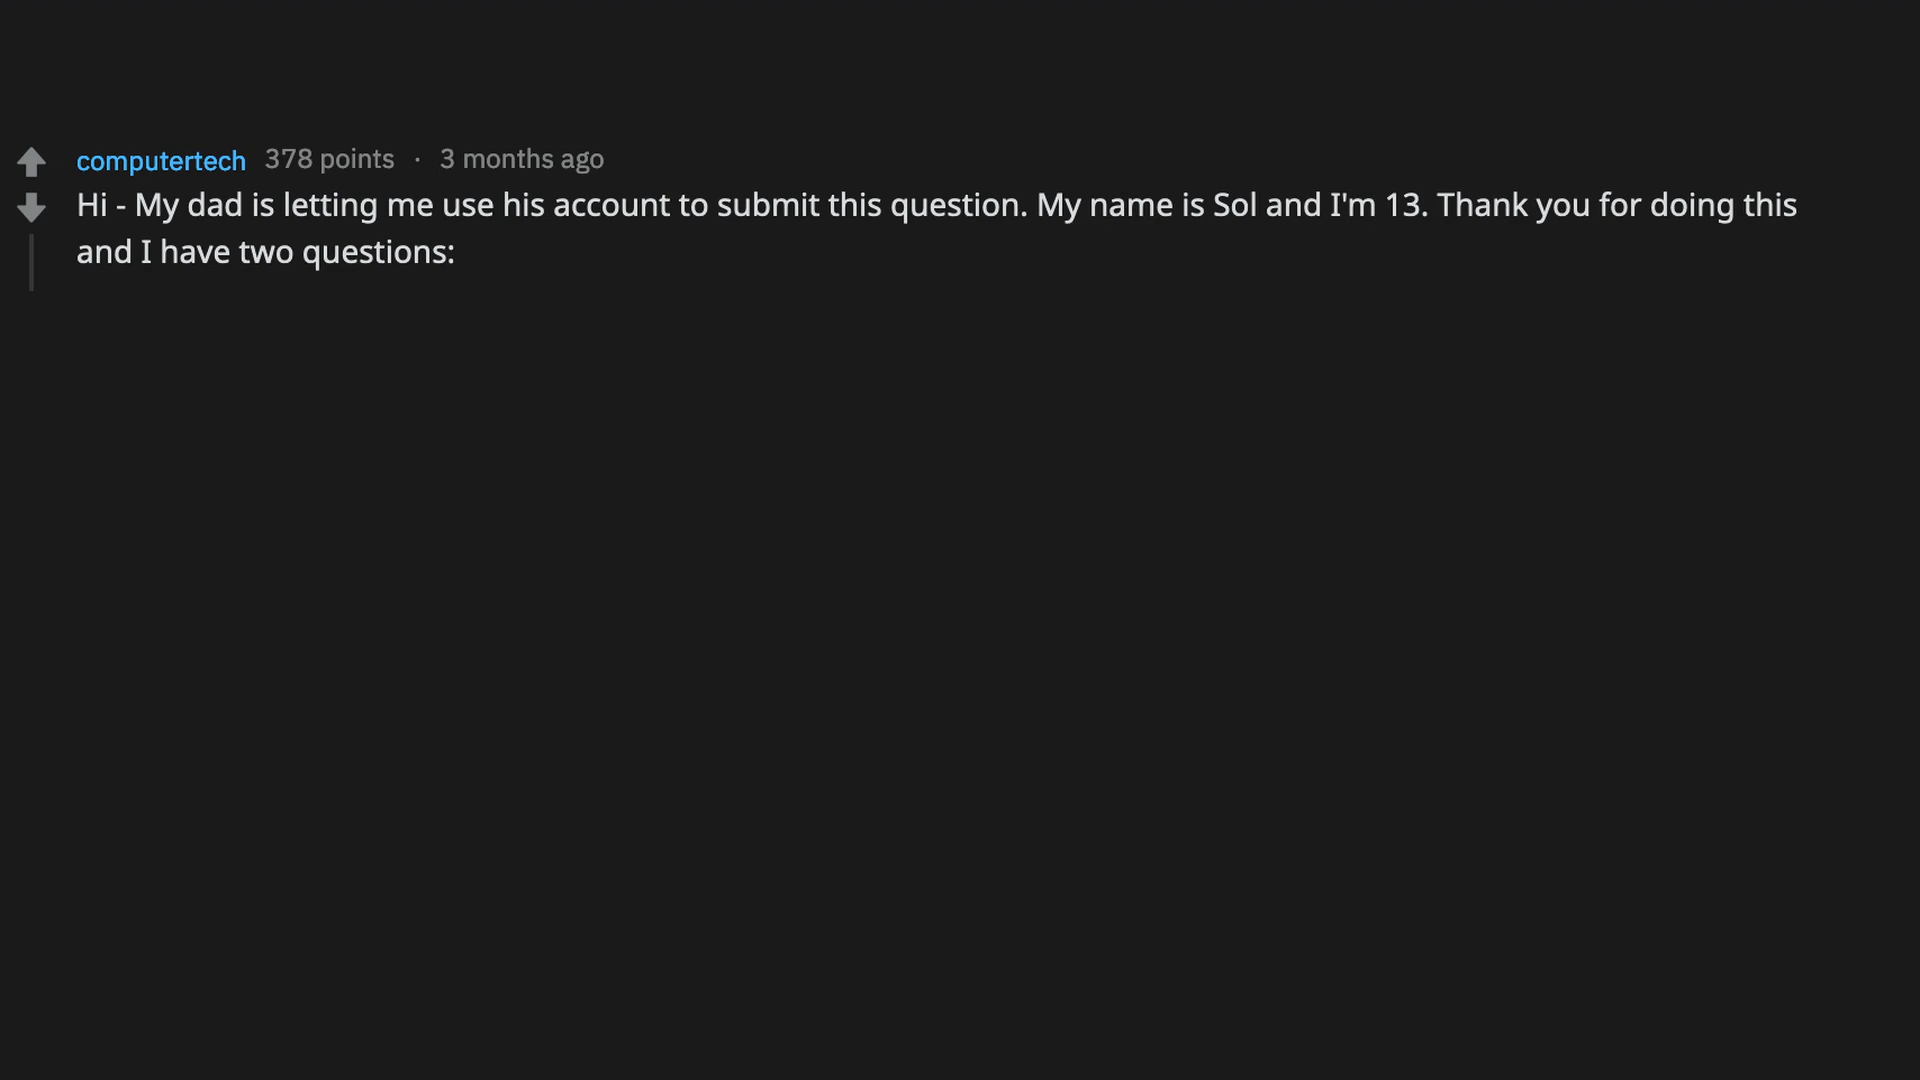 computertech 378 points · 3 months ago
Hi - My dad is letting me use his account to submit this question. My name is Sol and I'm 13. Thank you for doing this
and I have two questions: